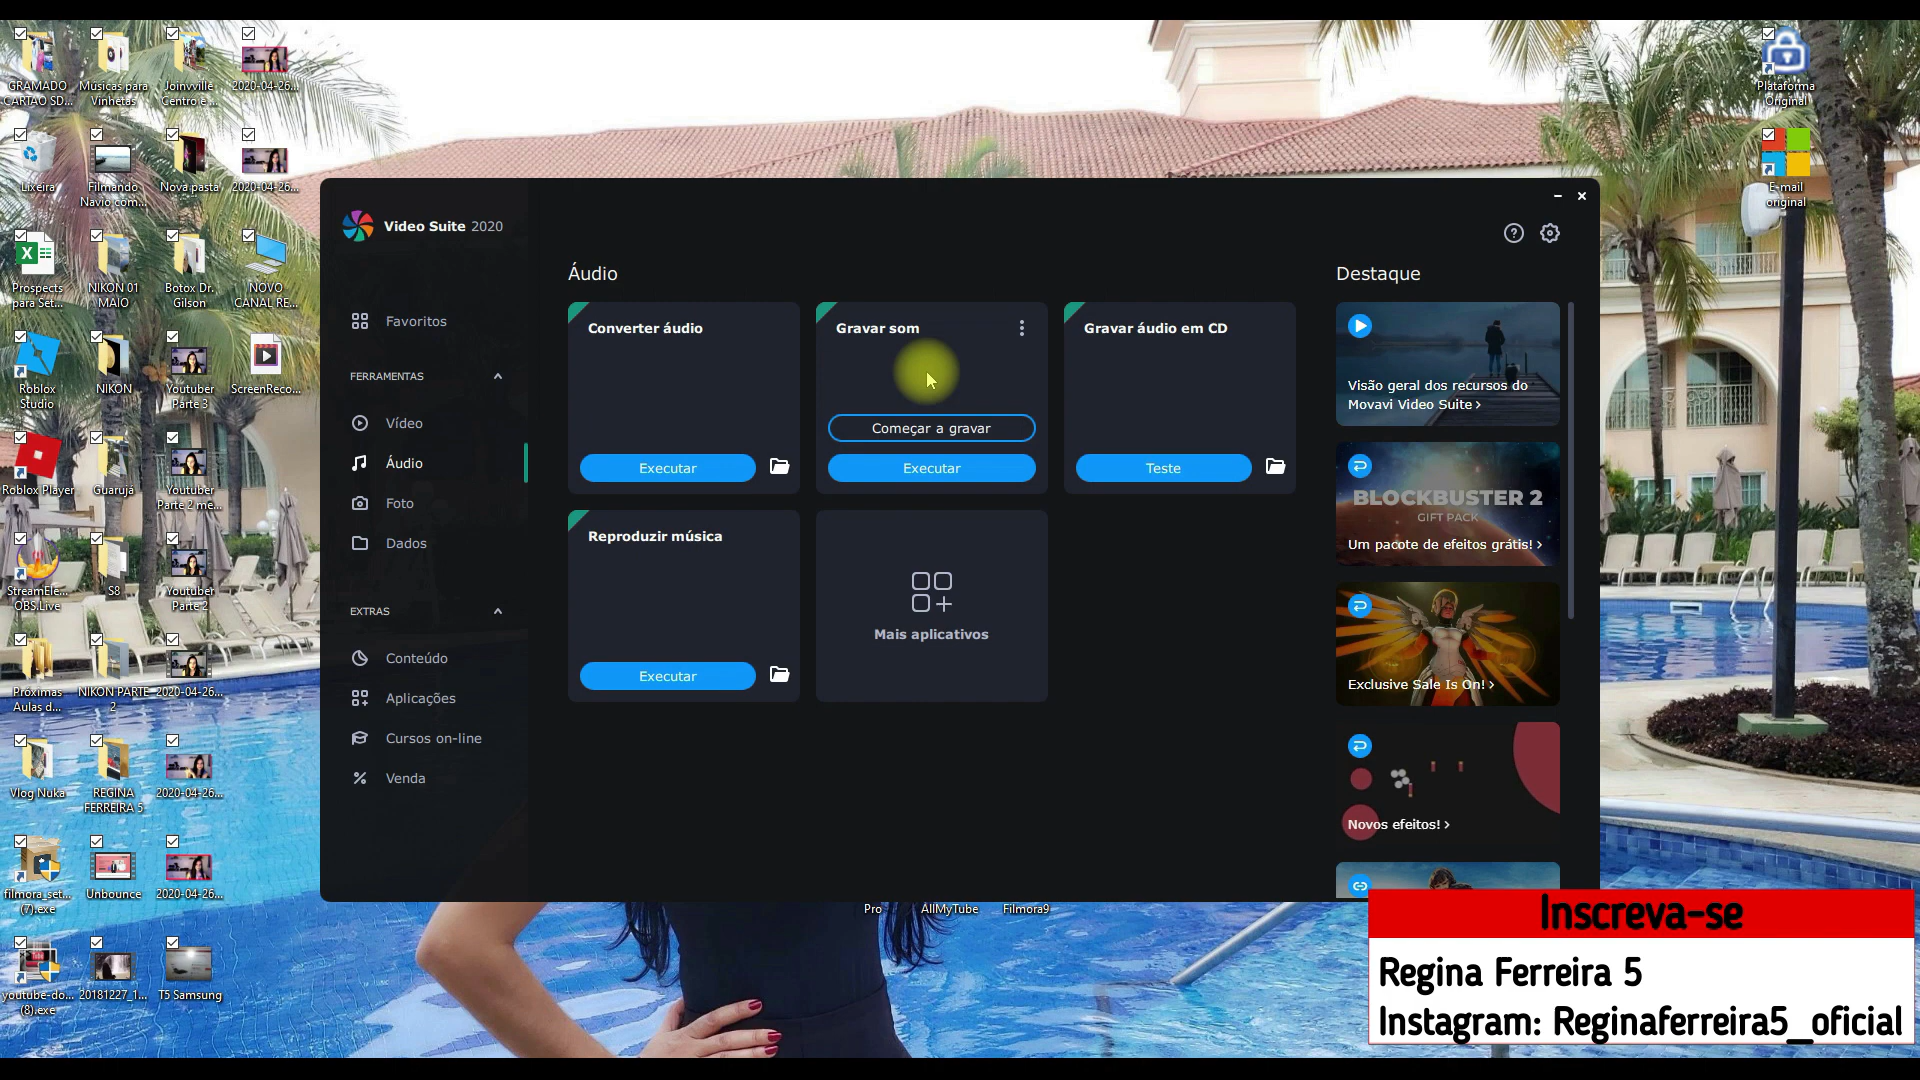 GRAMADO
CARTAO SD...
Músicas para
Vinhetas
Joinvville
Centro e ...
2020-04-26...
Lixeira
Filmando
Navio com...
Nova pasta
2020-04-26...
Prospects
para Set...
NIKON 01
MAIO
Botox Dr.
Gilson
NOVO
CANAL RE...
Roblox
Studio
NIKON
Youtuber
Parte 3
ScreenReco...
Roblox Player
Guarujá
Youtuber
Parte 2 me...
StreamEle...
OBS.Live
S8
Youtuber
Parte 2
Próximas
Aulas d...
NIKON PARTE
2
2020-04-26...
Vlog Nuka
REGINA
FERREIRA 5
2020-04-26...
filmora_set...
(7).exe
Unbounce
2020-04-26...
youtube-do...
(8).exe
20181227_1...
T5 Samsung
Plataforma
Original
E-mail
original
Video Suite 2020
Favoritos
FERRAMENTAS
Vídeo
Áudio
Foto
Dados
EXTRAS
Conteúdo
Aplicações
Cursos on-line
Venda
Áudio
Converter áudio
Executar
Gravar som
Começar a gravar
Executar
Gravar áudio em CD
Teste
Reproduzir música
Executar
Mais aplicativos
Destaque
Visão geral dos recursos do
Movavi Video Suite ›
BLOCKBUSTER 2
GIFT PACK
Um pacote de efeitos grátis! ›
Exclusive Sale Is On! ›
Novos efeitos! ›
Pro
AllMyTube
Filmora9
Inscreva-se
Regina Ferreira 5
Instagram: Reginaferreira5_oficial